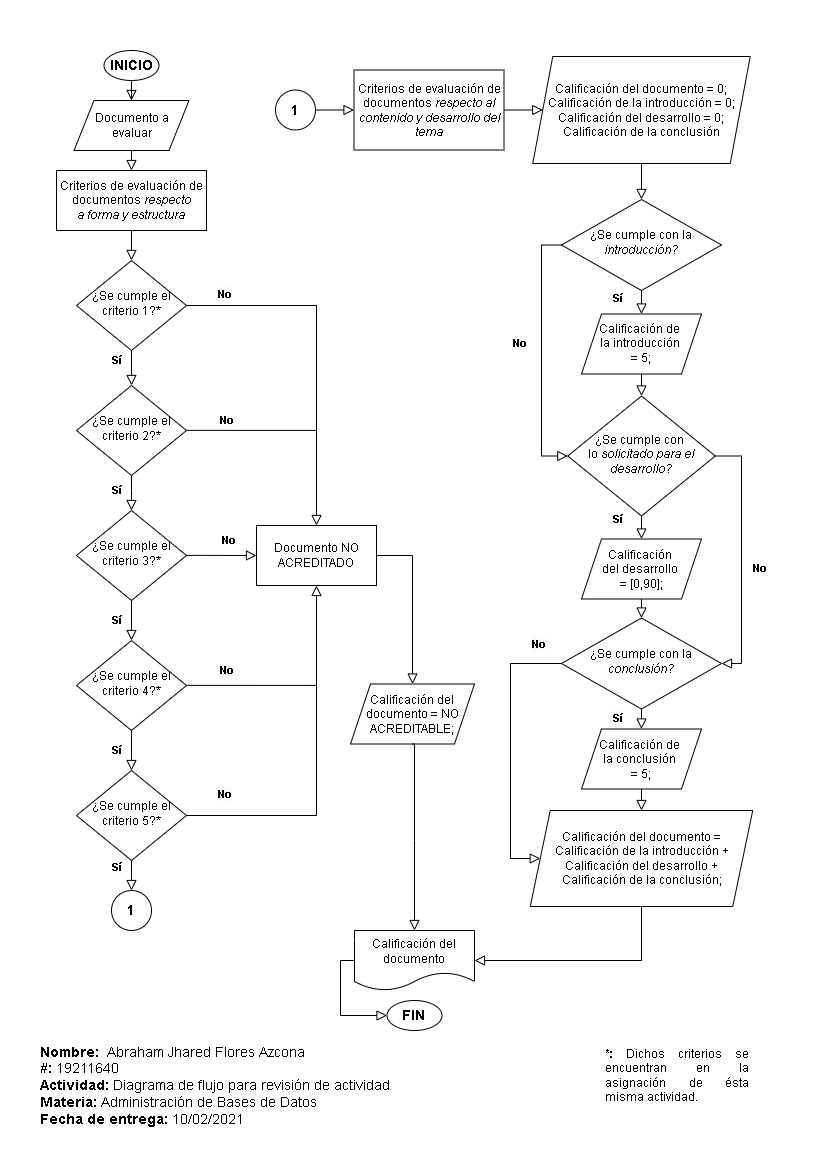 INICIO
Documento a
evaluar
Criterios de evaluación de
documentos respecto
a forma y estructura
¿Se cumple el
criterio 1?*
No
Sí
¿Se cumple el
criterio 2?*
No
Sí
¿Se cumple el
criterio 3?*
No
Sí
¿Se cumple el
criterio 4?*
No
Sí
¿Se cumple el
criterio 5?*
No
Sí
1
Documento NO
ACREDITADO
Calificación del
documento = NO
ACREDITABLE;
1
Criterios de evaluación de
documentos respecto al
contenido y desarrollo del
tema
Calificación del documento = 0;
Calificación de la introducción = 0;
Calificación del desarrollo = 0;
Calificación de la conclusión
¿Se cumple con la
introducción?
Sí
No
Calificación de
la introducción
= 5;
¿Se cumple con
lo solicitado para el
desarrollo?
Sí
No
Calificación
del desarrollo
= [0,90];
¿Se cumple con la
conclusión?
No
Sí
Calificación de
la conclusión
= 5;
Calificación del documento =
Calificación de la introducción +
Calificación del desarrollo +
Calificación de la conclusión;
Calificación del
documento
FIN
Nombre: Abraham Jhared Flores Azcona
#: 19211640
Actividad: Diagrama de flujo para revisión de actividad
Materia: Administración de Bases de Datos
Fecha de entrega: 10/02/2021
*: Dichos criterios se
encuentran en la
asignación de ésta
misma actividad.